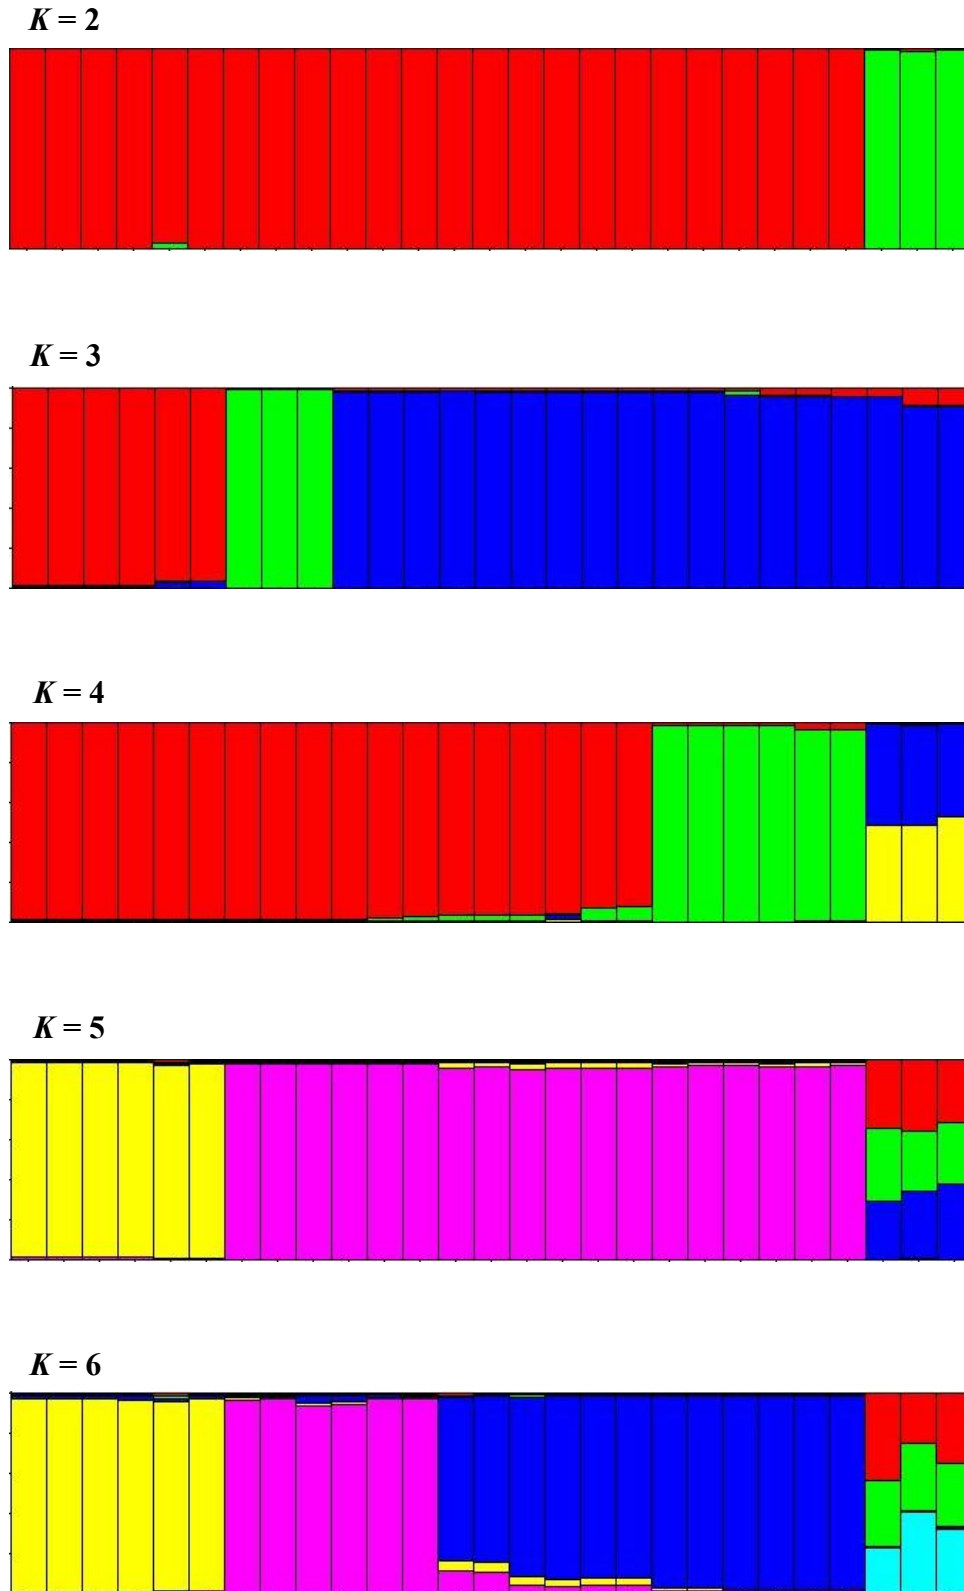 K = 2
K = 3
K = 4
K = 5
K = 6